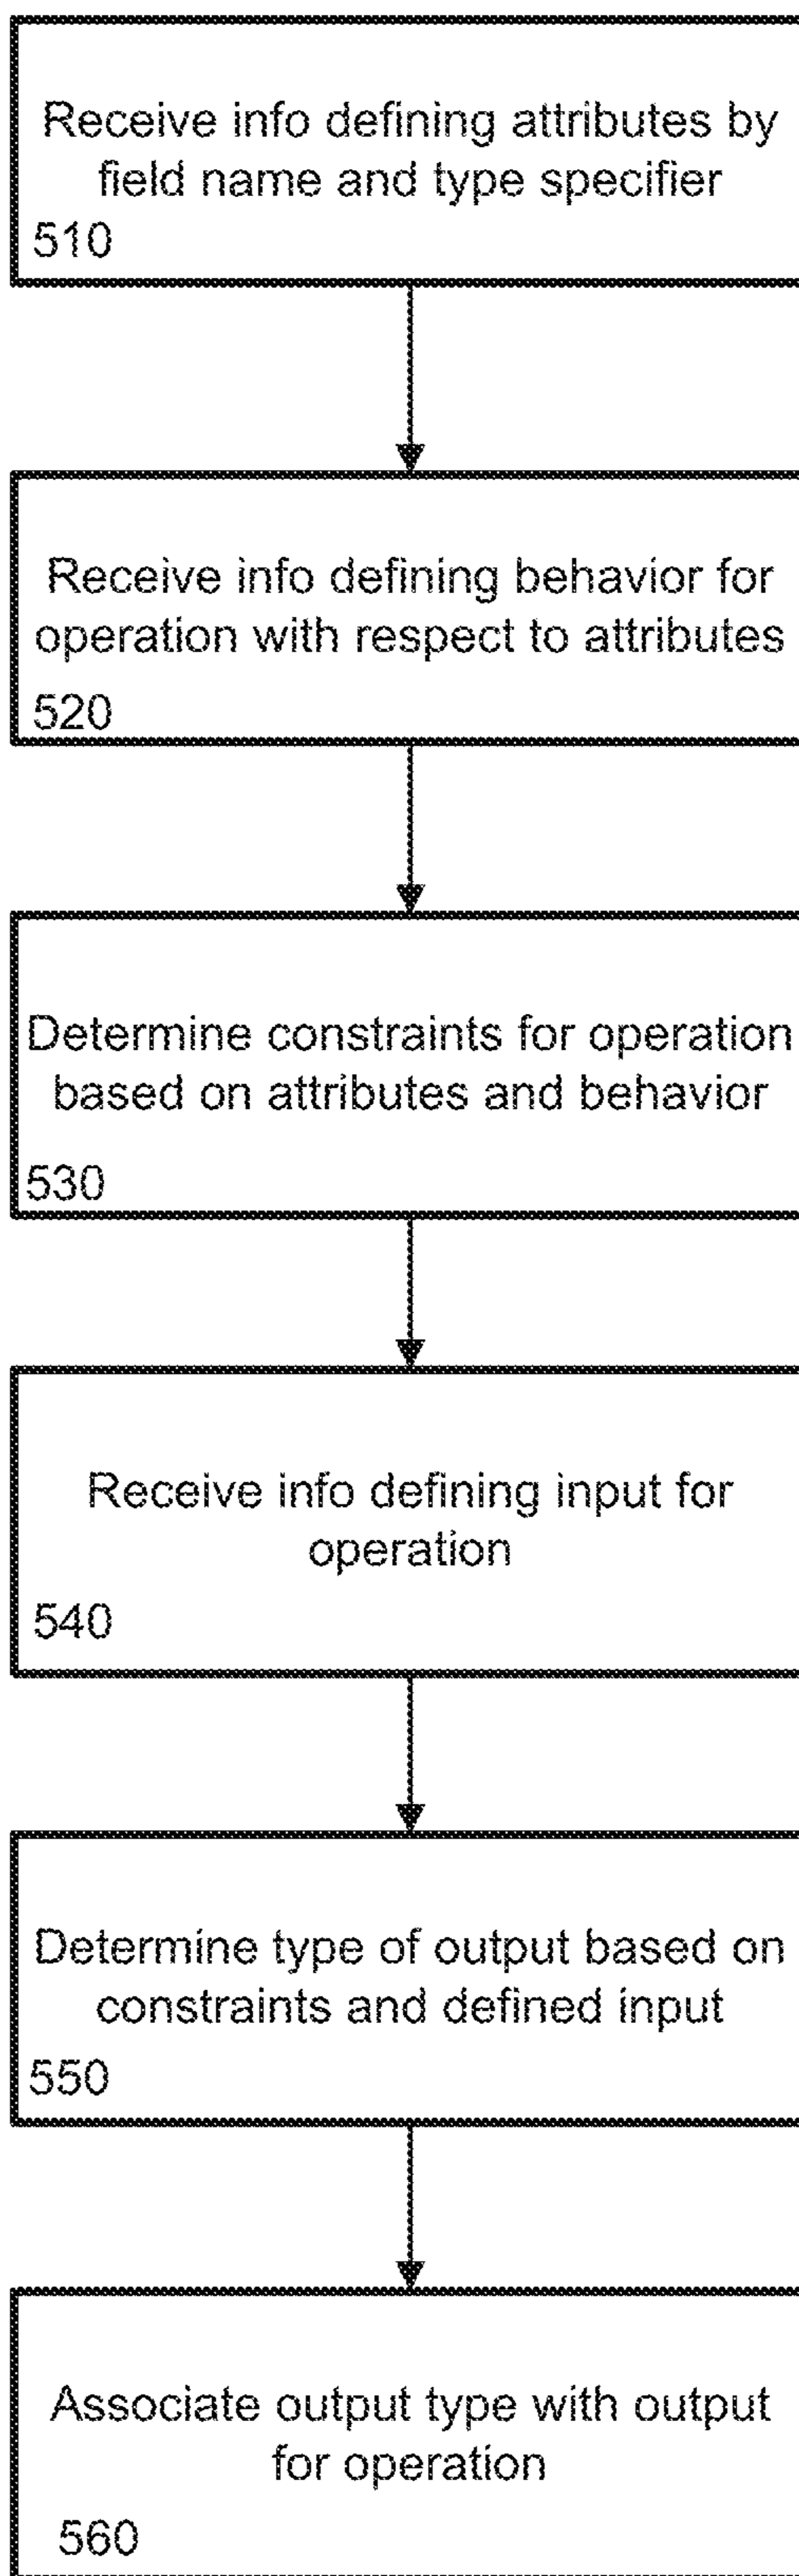 Receive info defining attributes by
field name and type specifier
510
Receive info defining behavior for
operation with respect to attributes
520
Determine constraints for operation
based on attributes and behavior
530
Receive info defining input for
operation
540
Determine type of output based on
constraints and defined input
550
Associate output type with output
for operation
560